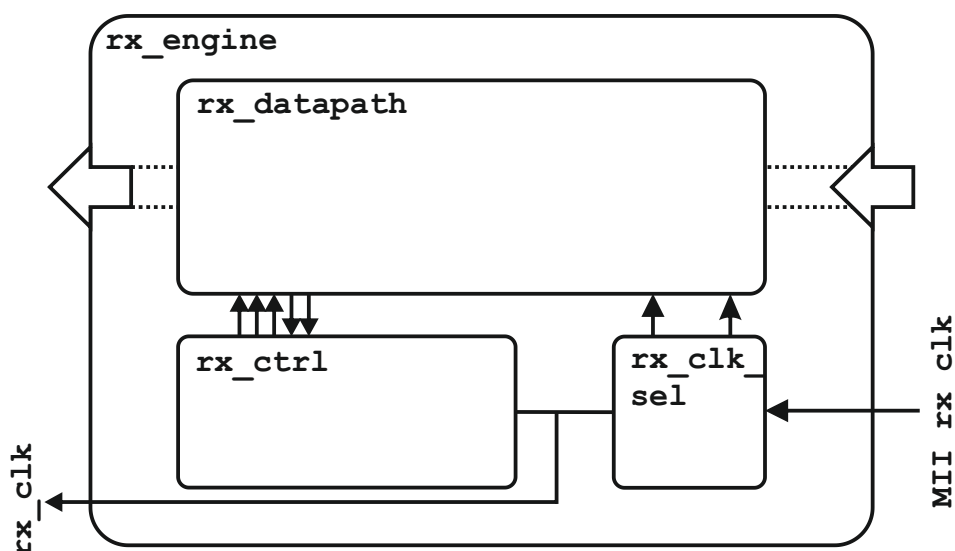 rx_engine
rx_datapath
rx_ctrl
rx_clk_
sel
MII rx clk
rx_clk